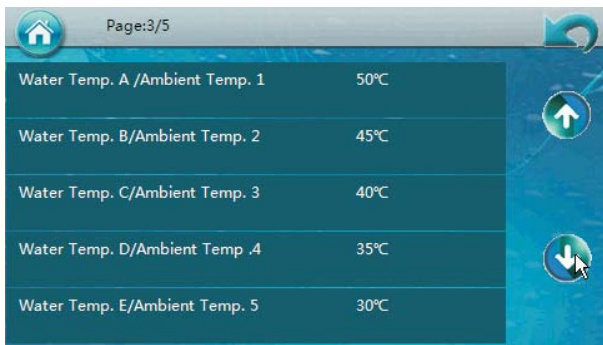 Page:3/5
Water Temp. A /Ambient Temp. 1 50℃
Water Temp. B/Ambient Temp. 2 45℃
Water Temp. C/Ambient Temp. 3 40℃
Water Temp. D/Ambient Temp .4 35℃
Water Temp. E/Ambient Temp. 5 30℃